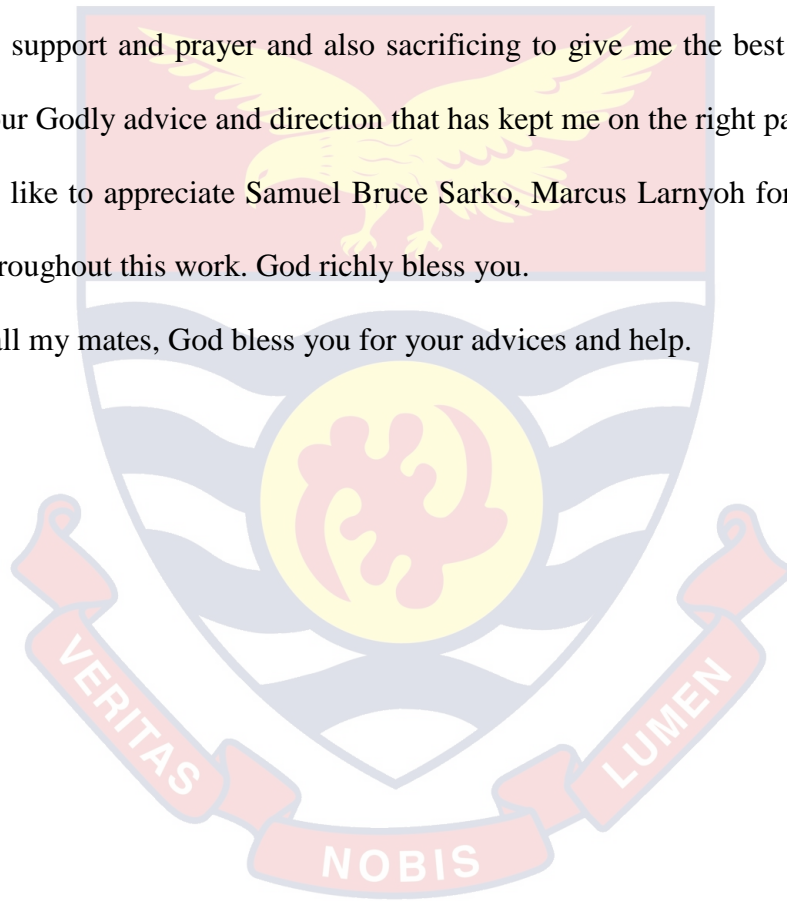 support and prayer and also sacrificing to give me the best
our Godly advice and direction that has kept me on the right pa
like to appreciate Samuel Bruce Sarko, Marcus Larnyoh for
roughout this work. God richly bless you.
all my mates, God bless you for your advices and help.
VERITAS
NOBIS
LUMEN